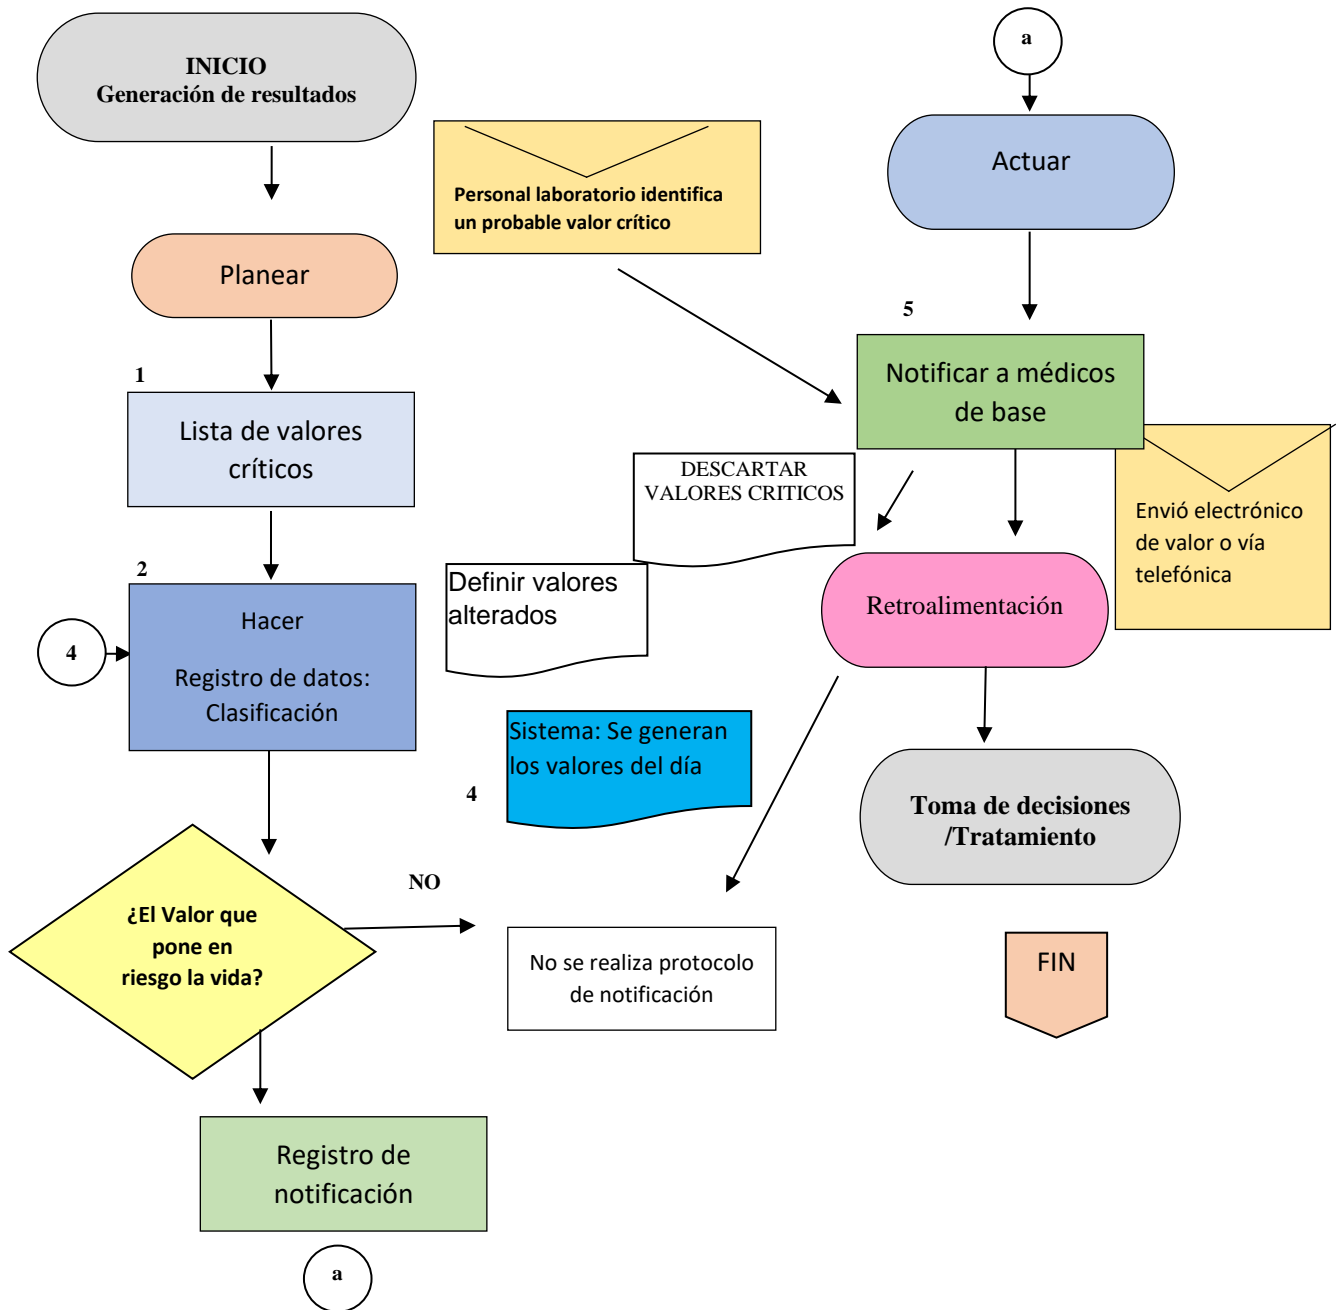 INICIO
Generación de resultados
Planear
1
Lista de valores
críticos
2
Hacer
Registro de datos:
Clasificación
4
¿El Valor que
pone en
riesgo la vida?
NO
Registro de
notificación
a
Personal laboratorio identifica
un probable valor crítico
DESCARTAR
VALORES CRITICOS
Definir valores
alterados
Sistema: Se generan
los valores del día
4
No se realiza protocolo
de notificación
a
Actuar
5
Notificar a médicos
de base
Envió electrónico
de valor o vía
telefónica
Retroalimentación
Toma de decisiones
/Tratamiento
FIN